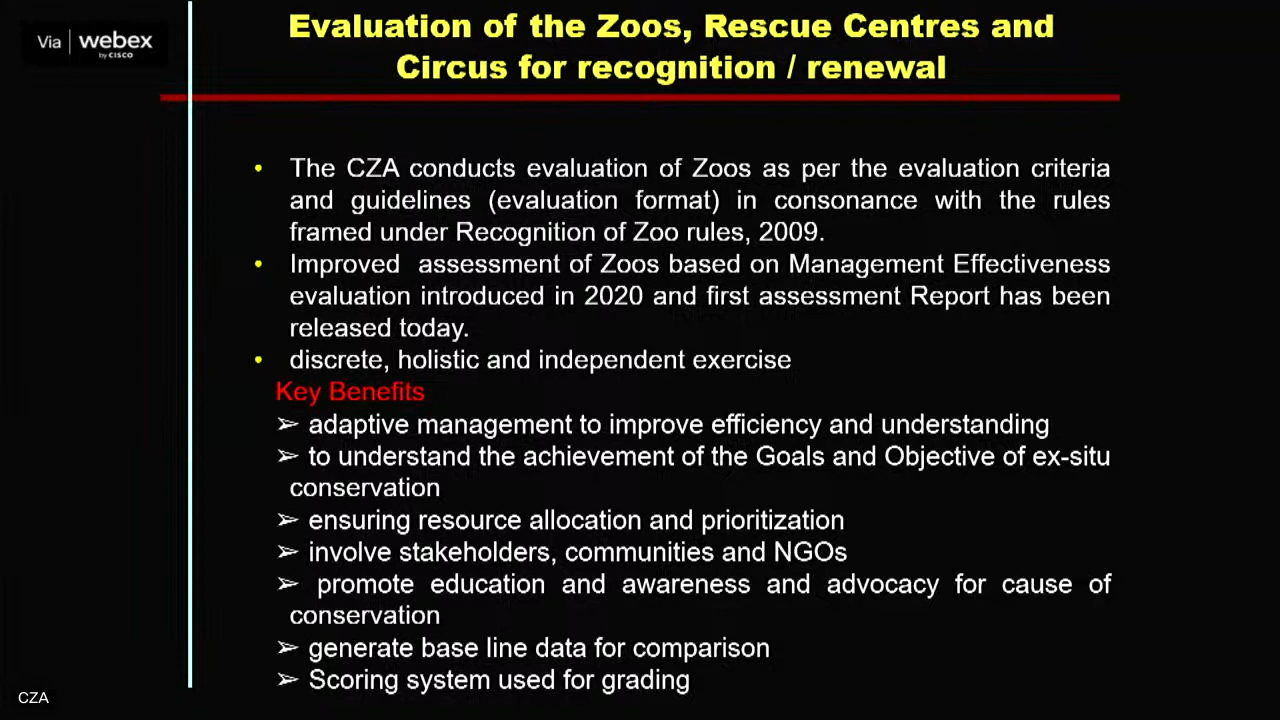 Via webex
by CISCO
Evaluation of the Zoos, Rescue Centres and
Circus for recognition / renewal
• The CZA conducts evaluation of Zoos as per the evaluation criteria
and guidelines (evaluation format) in consonance with the rules
framed under Recognition of Zoo rules, 2009.
• Improved assessment of Zoos based on Management Effectiveness
evaluation introduced in 2020 and first assessment Report has been
released today.
• discrete, holistic and independent exercise
Key Benefits
➢ adaptive management to improve efficiency and understanding
➢ to understand the achievement of the Goals and Objective of ex-situ
conservation
➢ ensuring resource allocation and prioritization
➢ involve stakeholders, communities and NGOs
➢ promote education and awareness and advocacy for cause of
conservation
➢ generate base line data for comparison
➢ Scoring system used for grading
CZA